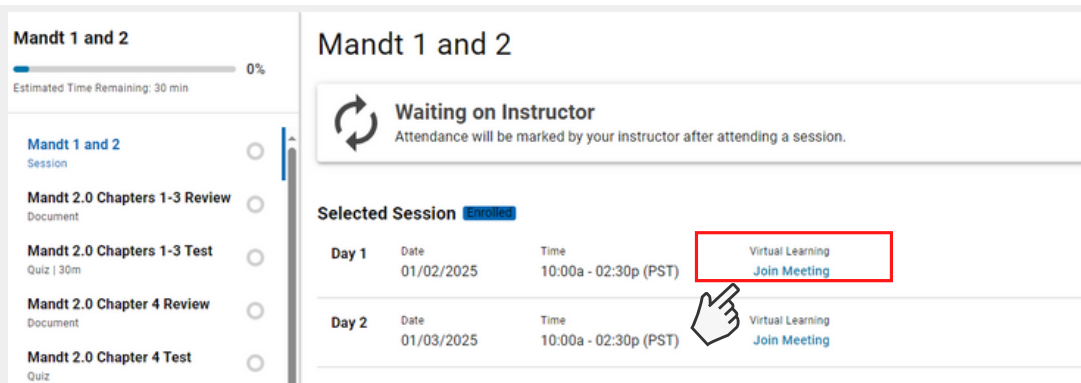 Mandt 1 and 2
0%
Estimated Time Remaining: 30 min
Mandt 1 and 2
Session
Mandt 2.0 Chapters 1-3 Review
Document
Mandt 2.0 Chapters 1-3 Test
Quiz | 30m
Mandt 2.0 Chapter 4 Review
Document
Mandt 2.0 Chapter 4 Test
Quiz
Mandt 1 and 2
Waiting on Instructor
Attendance will be marked by your instructor after attending a session.
Selected Session Enrolled
Day 1 Date Time Virtual Learning
01/02/2025 10:00a - 02:30p (PST) Join Meeting
Day 2 Date Time Virtual Learning
01/03/2025 10:00a - 02:30p (PST) Join Meeting